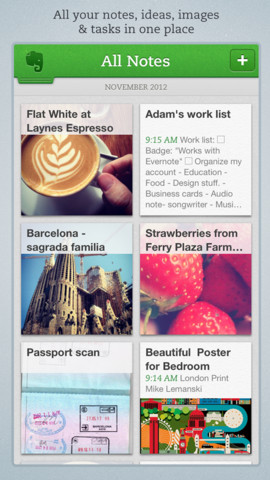 All your notes, ideas, images
& tasks in one place
All Notes
+
NOVEMBER 2012
Flat White at
Laynes Espresso
Adam's work list
9:15 AM Work list: ☐
Badge: "Works with
Evernote" ☐ Organize my
account - Education -
Food - Design stuff. -
Business cards - Audio
note- songwriter - Musi...
Barcelona -
sagrada familia
Strawberries from
Ferry Plaza Farm...
Passport scan
Beautiful Poster
for Bedroom
9:14 AM London Print
Mike Lemanski